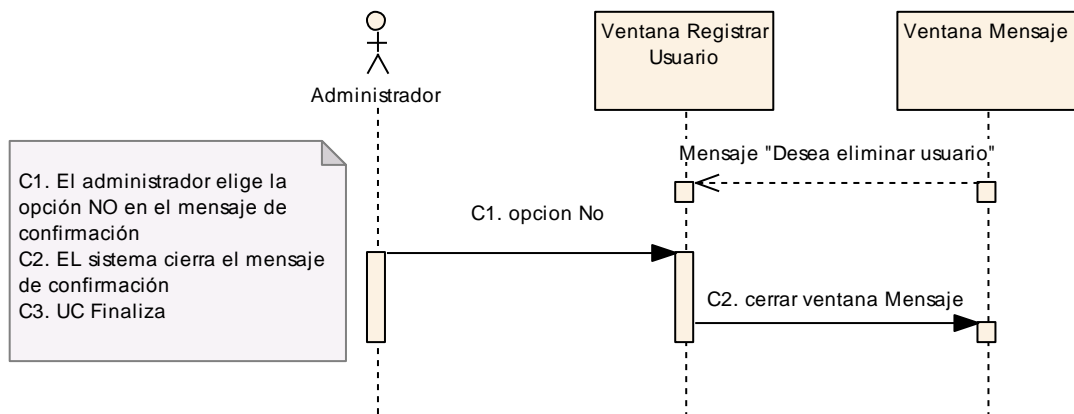 Ventana Registrar
Usuario
Ventana Mensaje
Administrador
Mensaje "Desea eliminar usuario"
C1. El administrador elige la
opción NO en el mensaje de
confirmación
C2. EL sistema cierra el mensaje
de confirmación
C3. UC Finaliza
C1. opcion No
C2. cerrar ventana Mensaje